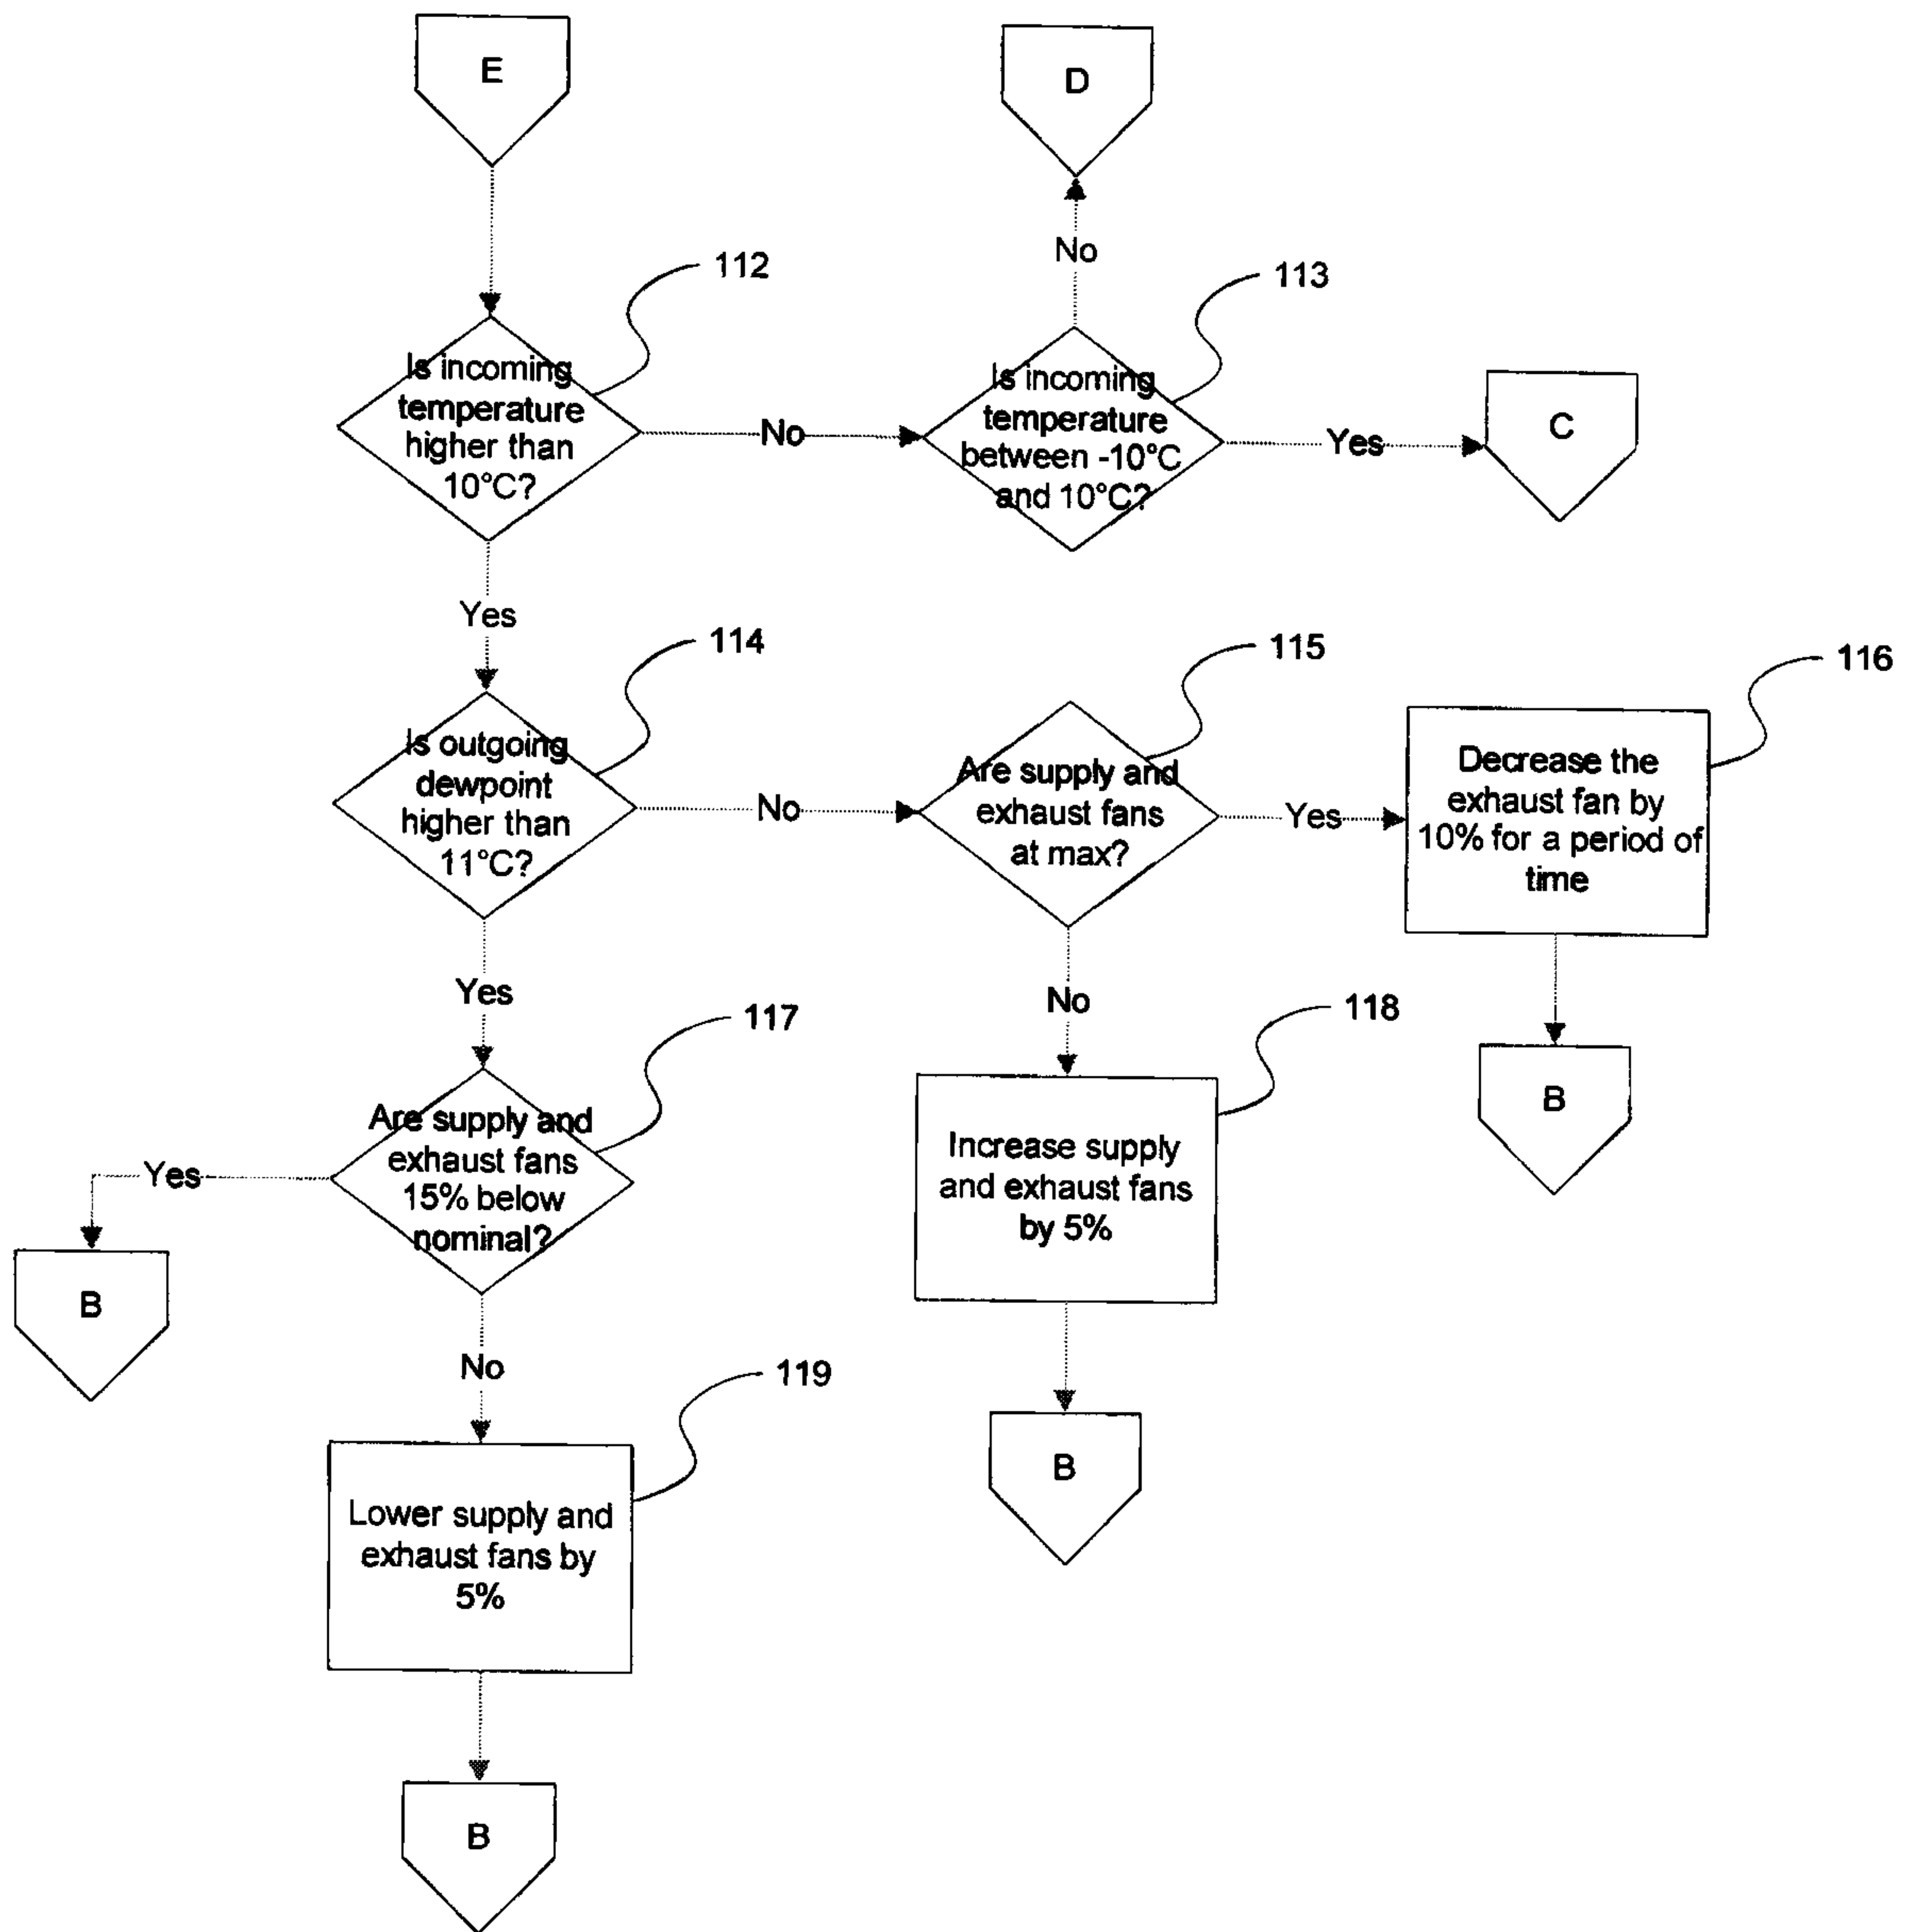 E
D
No
112
113
Is incoming
temperature
higher than
10°C?
No
Is incoming
temperature
between -10°C
and 10°C?
Yes
C
Yes
114
115
116
Is outgoing
dewpoint
higher than
11°C?
No
Are supply and
exhaust fans
at max?
Yes
Decrease the
exhaust fan by
10% for a period of
time
Yes
No
117
118
B
Are supply and
exhaust fans
15% below
nominal?
Yes
B
Increase supply
and exhaust fans
by 5%
No
119
B
Lower supply and
exhaust fans by
5%
B